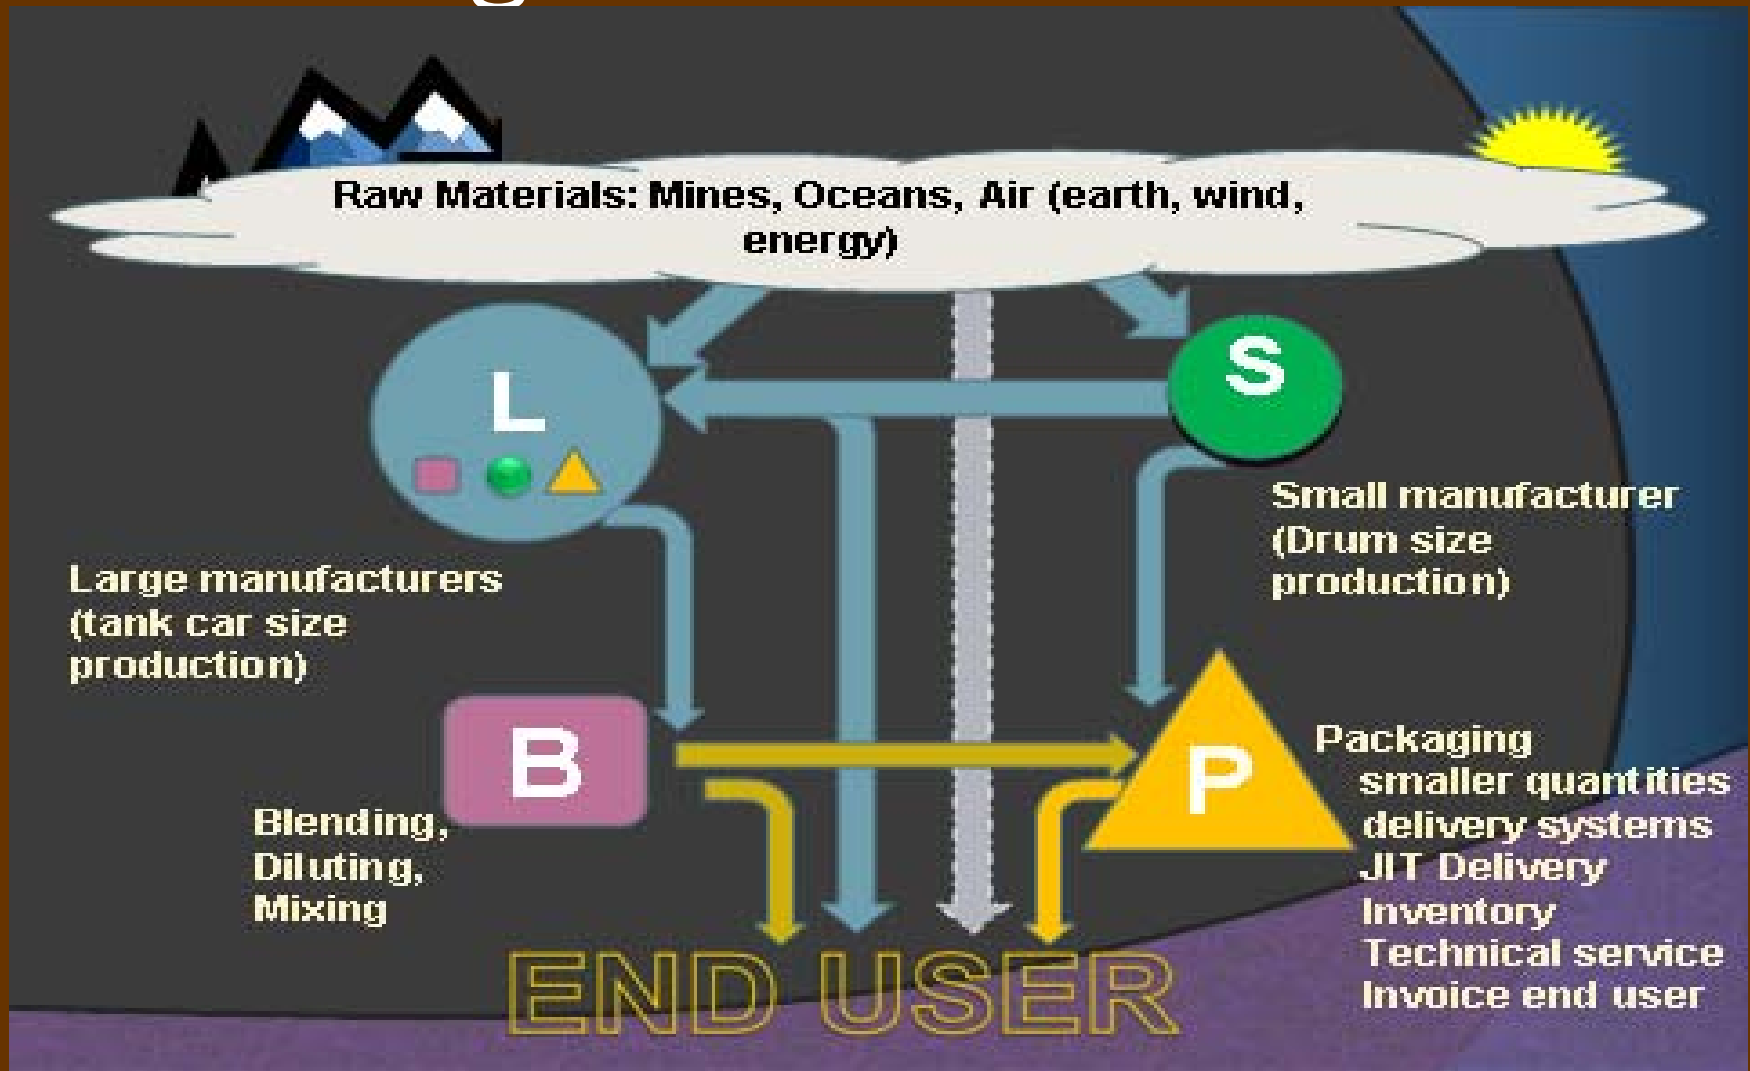 Raw Materials: Mines, Oceans, Air (earth, wind,
energy)
L
S
Small manufacturer
(Drum size
production)
Large manufacturers
(tank car size
production)
B
P
Blending,
Diluting,
Mixing
Packaging
smaller quantities
delivery systems
JIT Delivery
Inventory
Technical service
Invoice end user
END USER